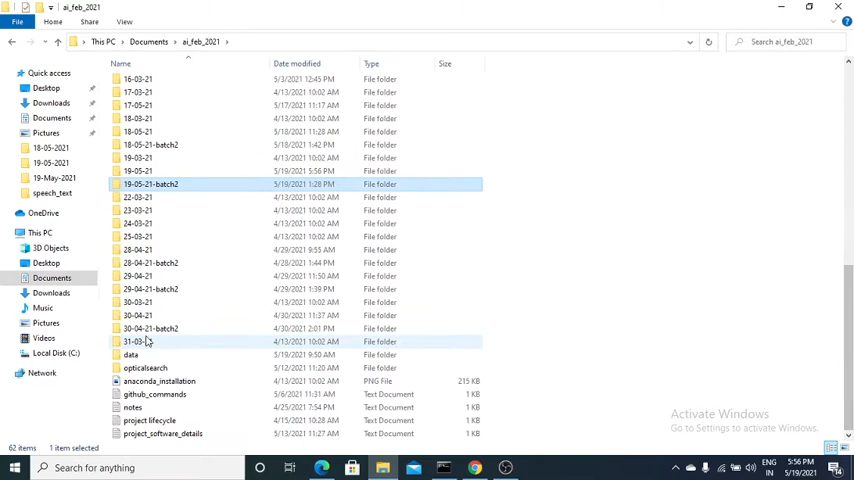 ai_feb_2021
File Home Share View
This PC Documents ai_feb_2021
Search ai_feb_2021
Name Date modified Type Size
Quick access
Desktop
Downloads
Documents
Pictures
18-05-2021
19-05-2021
19-May-2021
speech_text
OneDrive
This PC
3D Objects
Desktop
Documents
Downloads
Music
Pictures
Videos
Local Disk (C:)
Network
16-03-21 5/3/2021 12:45 PM File folder
17-03-21 4/13/2021 10:02 AM File folder
17-05-21 5/17/2021 11:17 AM File folder
18-03-21 4/13/2021 10:02 AM File folder
18-05-21 5/18/2021 11:28 AM File folder
18-05-21-batch2 5/18/2021 1:42 PM File folder
19-03-21 4/13/2021 10:02 AM File folder
19-05-21 5/19/2021 5:56 PM File folder
19-05-21-batch2 5/19/2021 1:28 PM File folder
22-03-21 4/13/2021 10:02 AM File folder
23-03-21 4/13/2021 10:02 AM File folder
24-03-21 4/13/2021 10:02 AM File folder
25-03-21 4/13/2021 10:02 AM File folder
28-04-21 4/29/2021 9:55 AM File folder
28-04-21-batch2 4/28/2021 1:44 PM File folder
29-04-21 4/29/2021 11:50 AM File folder
29-04-21-batch2 4/29/2021 1:39 PM File folder
30-03-21 4/13/2021 10:02 AM File folder
30-04-21 4/30/2021 11:37 AM File folder
30-04-21-batch2 4/30/2021 2:01 PM File folder
31-03- 4/13/2021 10:02 AM File folder
data 5/19/2021 9:50 AM File folder
opticalsearch 5/12/2021 11:20 AM File folder
anaconda_installation 4/13/2021 10:02 AM PNG File 215 KB
github_commands 5/6/2021 11:31 AM Text Document 1 KB
notes 4/25/2021 7:54 PM Text Document 1 KB
project lifecycle 4/15/2021 10:28 AM Text Document 1 KB
project_software_details 5/13/2021 11:27 AM Text Document 1 KB
Activate Windows
Go to Settings to activate Windows.
62 items 1 item selected
Search for anything
ENG
IN
5:56 PM
5/19/2021
14